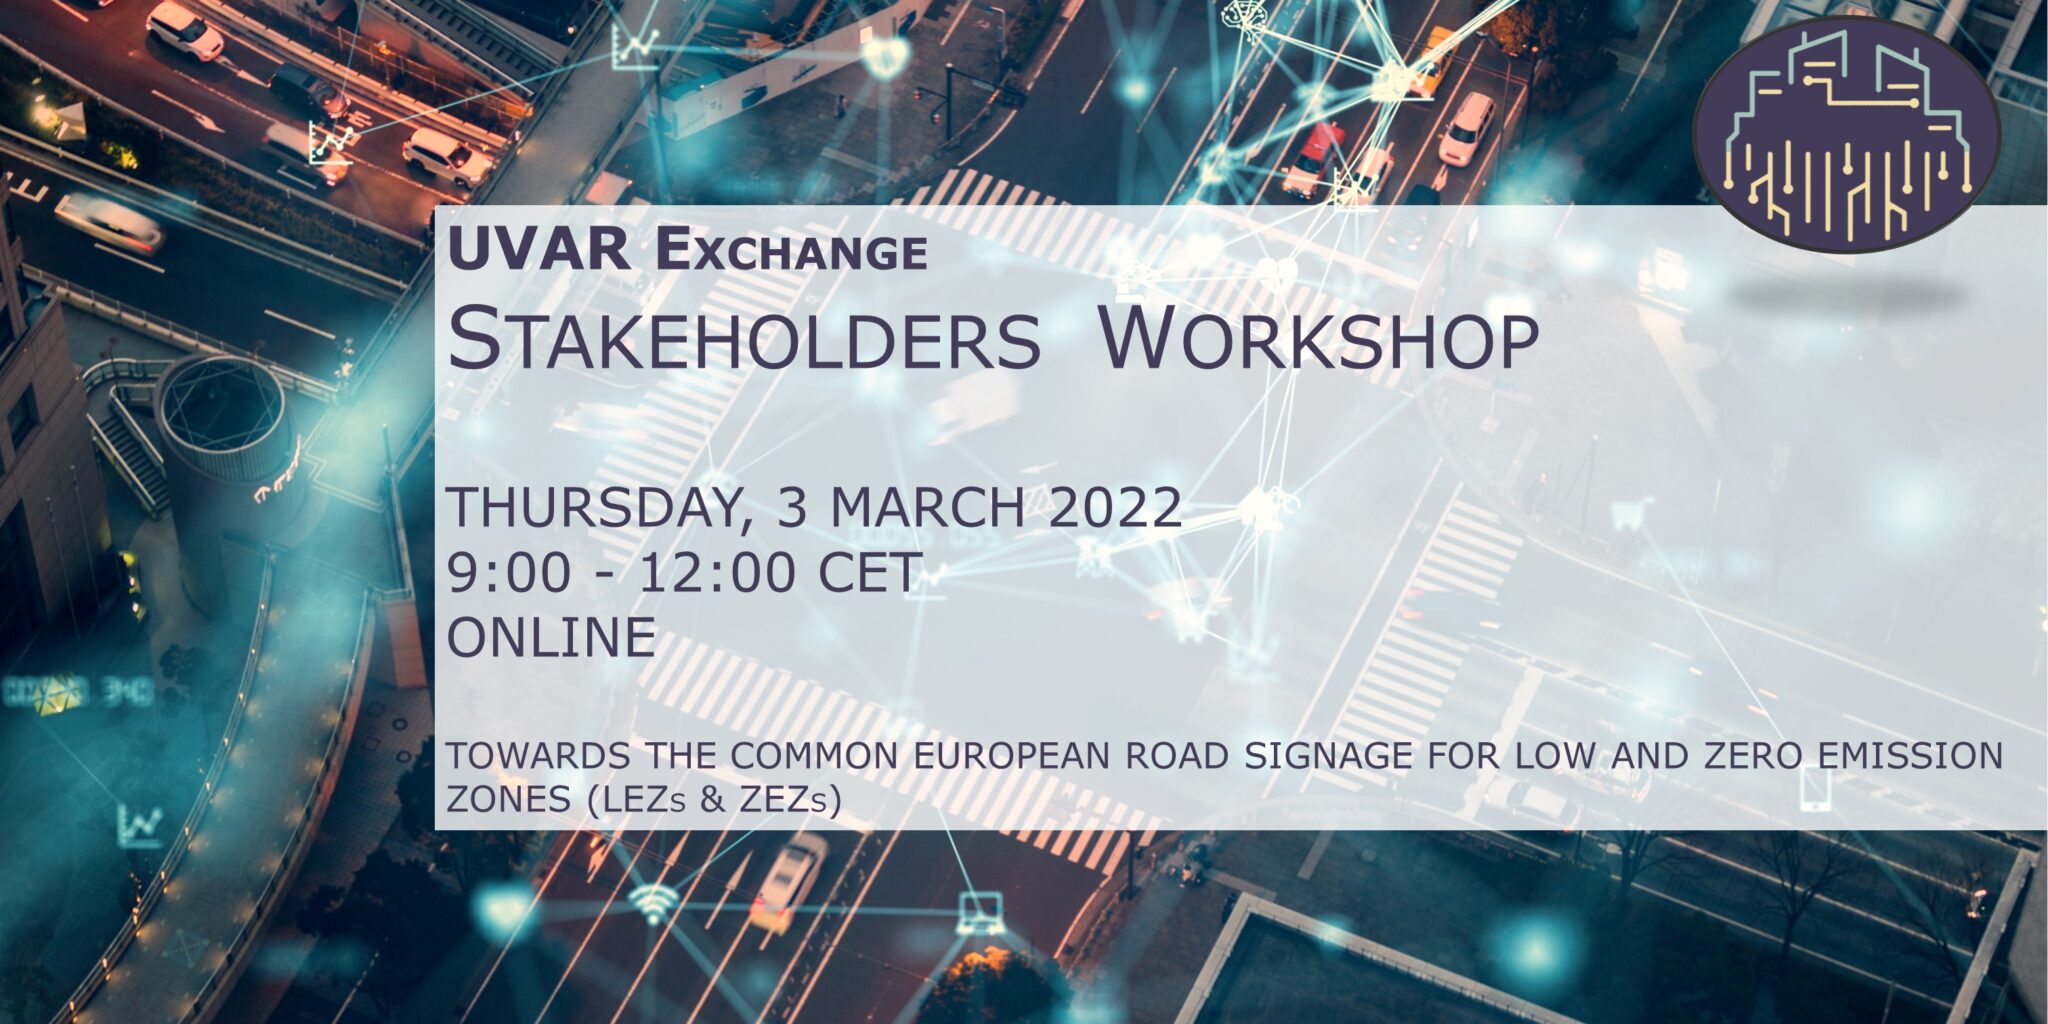 UVAR EXCHANGE
STAKEHOLDERS WORKSHOP
THURSDAY, 3 MARCH 2022
9:00 - 12:00 CET
ONLINE
TOWARDS THE COMMON EUROPEAN ROAD SIGNAGE FOR LOW AND ZERO EMISSION
ZONES (LEZS & ZEZS)